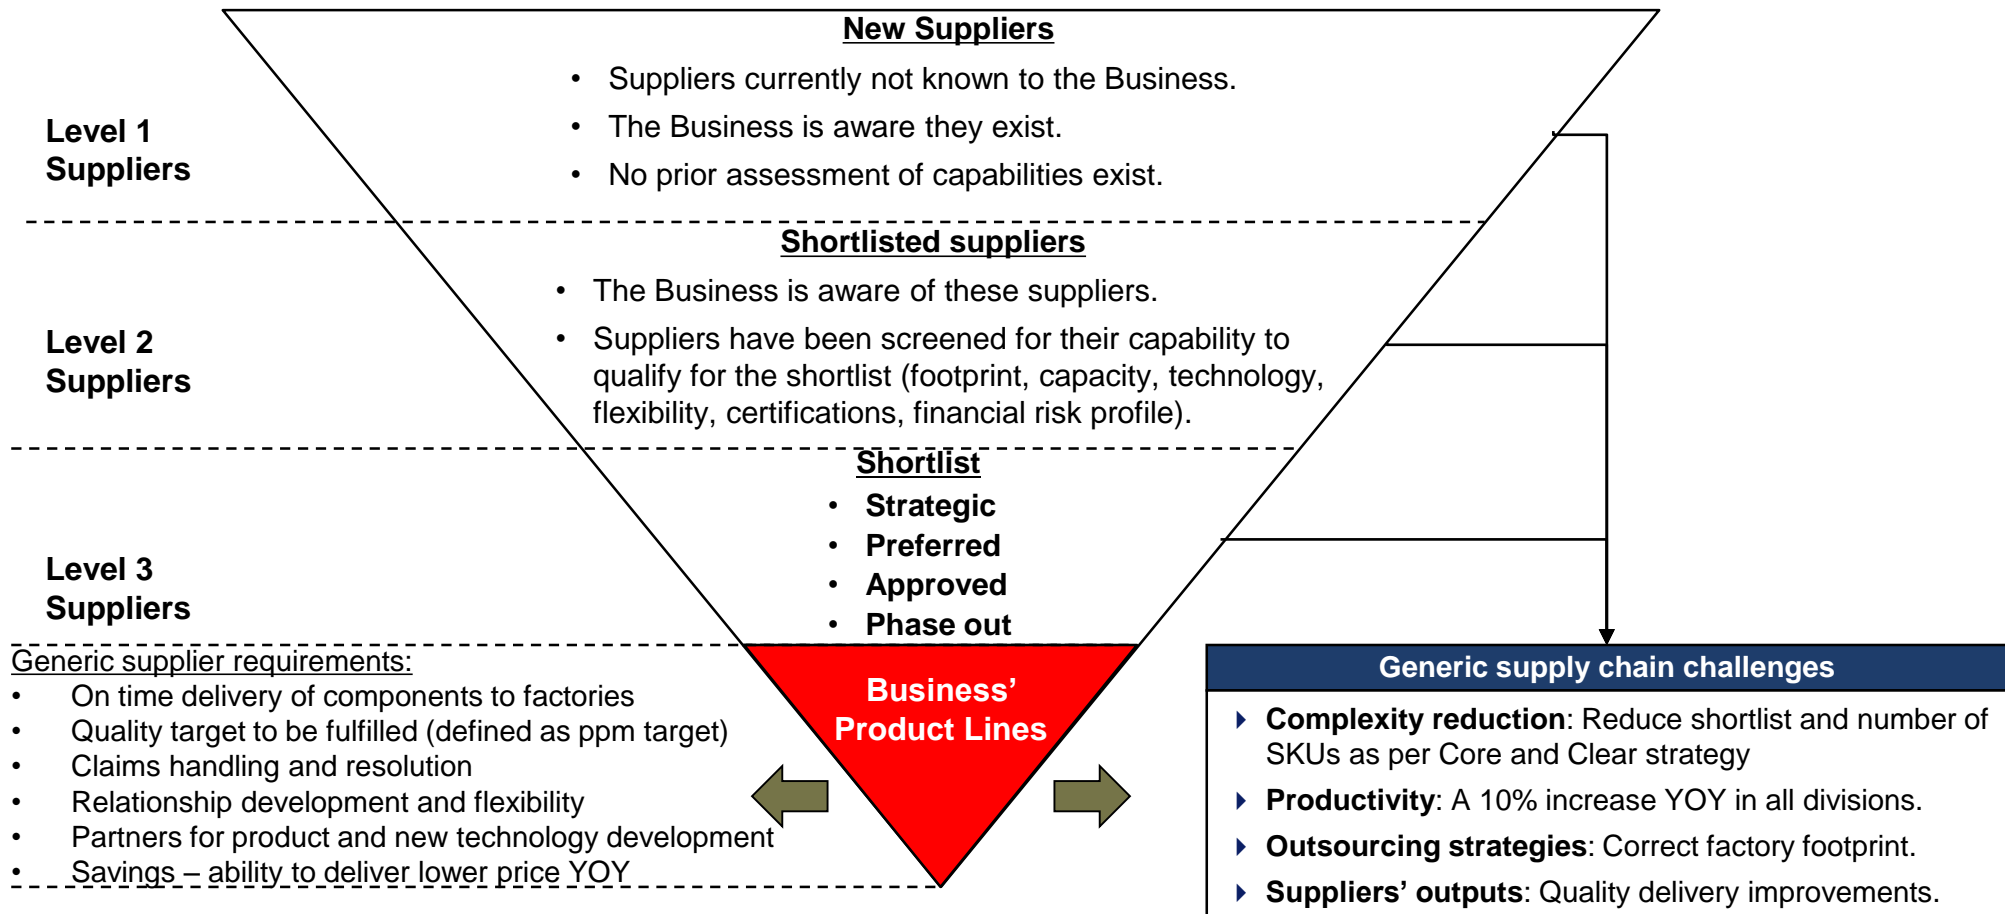 New Suppliers
• Suppliers currently not known to the Business.
• The Business is aware they exist.
• No prior assessment of capabilities exist.
Level 1
Suppliers
Shortlisted suppliers
• The Business is aware of these suppliers.
• Suppliers have been screened for their capability to
qualify for the shortlist (footprint, capacity, technology,
flexibility, certifications, financial risk profile).
Level 2
Suppliers
Shortlist
• Strategic
• Preferred
• Approved
• Phase out
Level 3
Suppliers
Generic supplier requirements:
• On time delivery of components to factories
• Quality target to be fulfilled (defined as ppm target)
• Claims handling and resolution
• Relationship development and flexibility
• Partners for product and new technology development
• Savings – ability to deliver lower price YOY
Business’
Product Lines
Generic supply chain challenges
Complexity reduction: Reduce shortlist and number of
SKUs as per Core and Clear strategy
Productivity: A 10% increase YOY in all divisions.
Outsourcing strategies: Correct factory footprint.
Suppliers’ outputs: Quality delivery improvements.